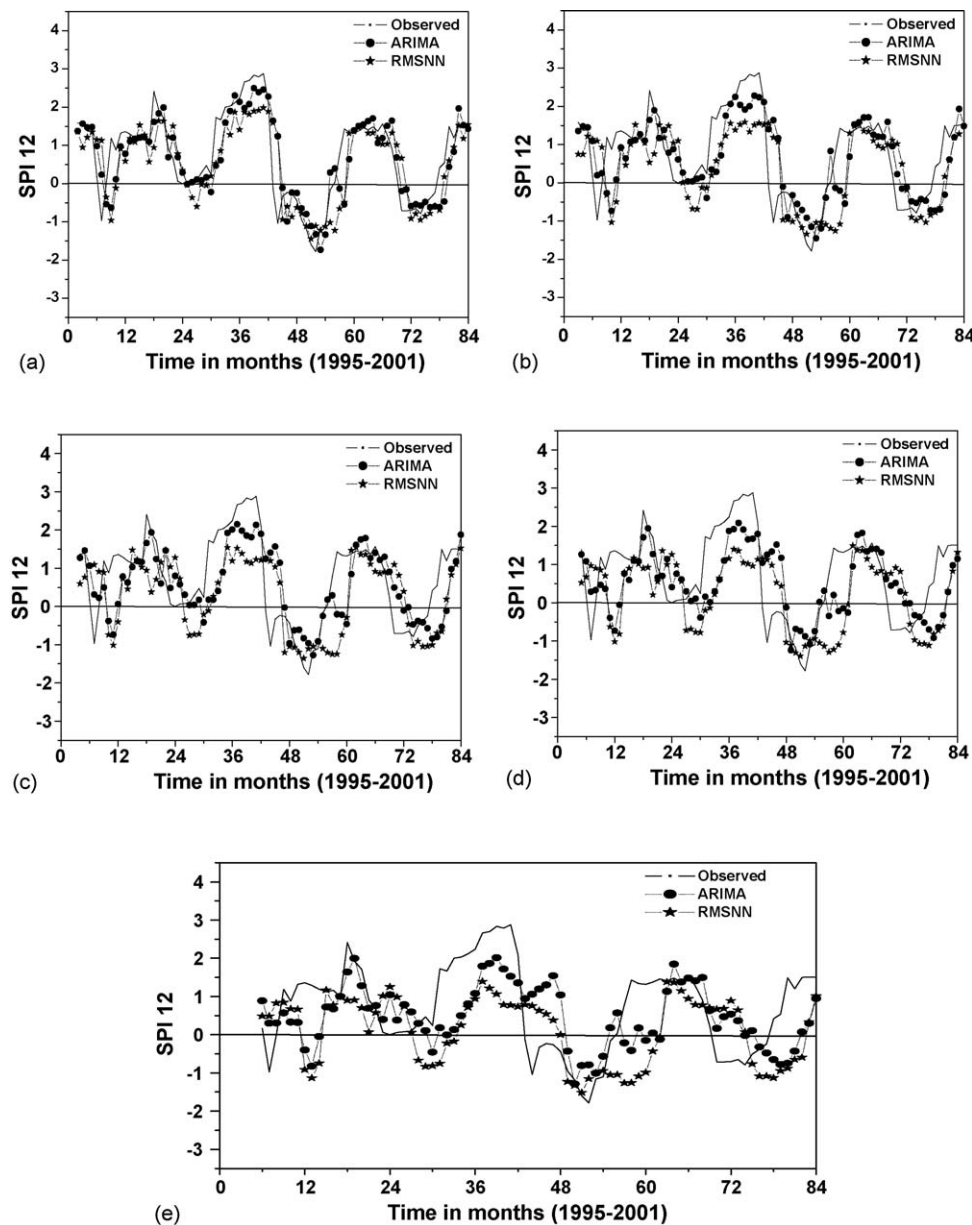 4
3
2
1
0
-1
-2
-3
SPI 12
Observed
ARIMA
RMSNN
0 12 24 36 48 60 72 84
Time in months (1995-2001)
(a)
4
3
2
1
0
-1
-2
-3
SPI 12
Observed
ARIMA
RMSNN
0 12 24 36 48 60 72 84
Time in months (1995-2001)
(b)
4
3
2
1
0
-1
-2
-3
SPI 12
Observed
ARIMA
RMSNN
0 12 24 36 48 60 72 84
Time in months (1995-2001)
(c)
4
3
2
1
0
-1
-2
-3
SPI 12
Observed
ARIMA
RMSNN
0 12 24 36 48 60 72 84
Time in months (1995-2001)
(d)
4
3
2
1
0
-1
-2
-3
SPI 12
Observed
ARIMA
RMSNN
0 12 24 36 48 60 72 84
Time in months (1995-2001)
(e)